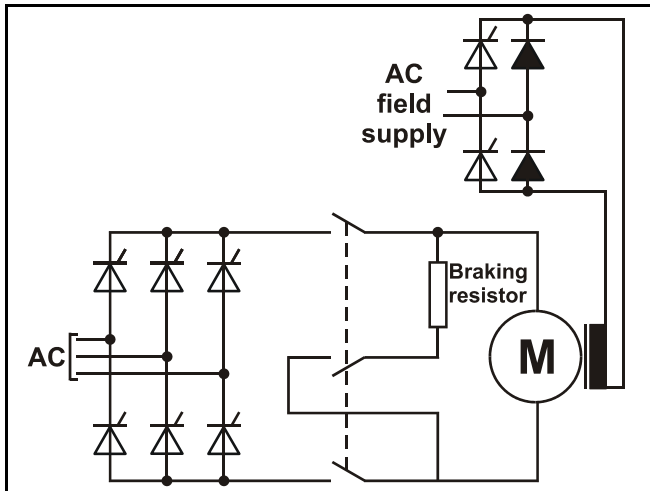 AC
field
supply
Braking
resistor
AC
M